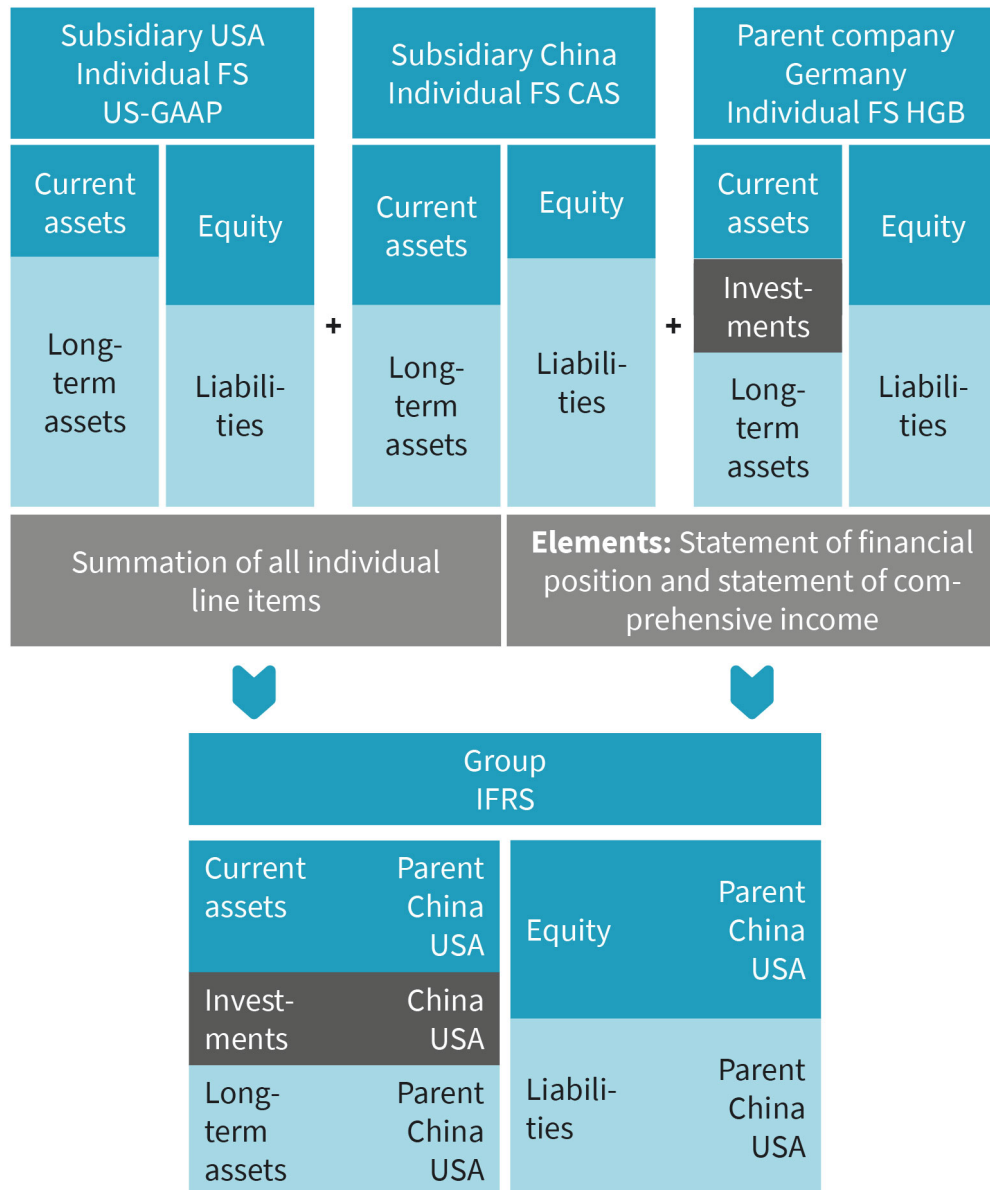 Subsidiary USA
Individual FS
US-GAAP
Subsidiary China
Individual FS CAS
Parent company
Germany
Individual FS HGB
Current
assets
Long-
term
assets
Equity
Liabili-
ties
+
Current
assets
Long-
term
assets
Equity
Liabili-
ties
+
Current
assets
Invest-
ments
Long-
term
assets
Equity
Liabili-
ties
Summation of all individual
line items
Elements: Statement of financial
position and statement of com-
prehensive income
Group
IFRS
Current
assets
Parent
China
USA
Invest-
ments
China
USA
Long-
term
assets
Parent
China
USA
Equity
Parent
China
USA
Liabili-
ties
Parent
China
USA